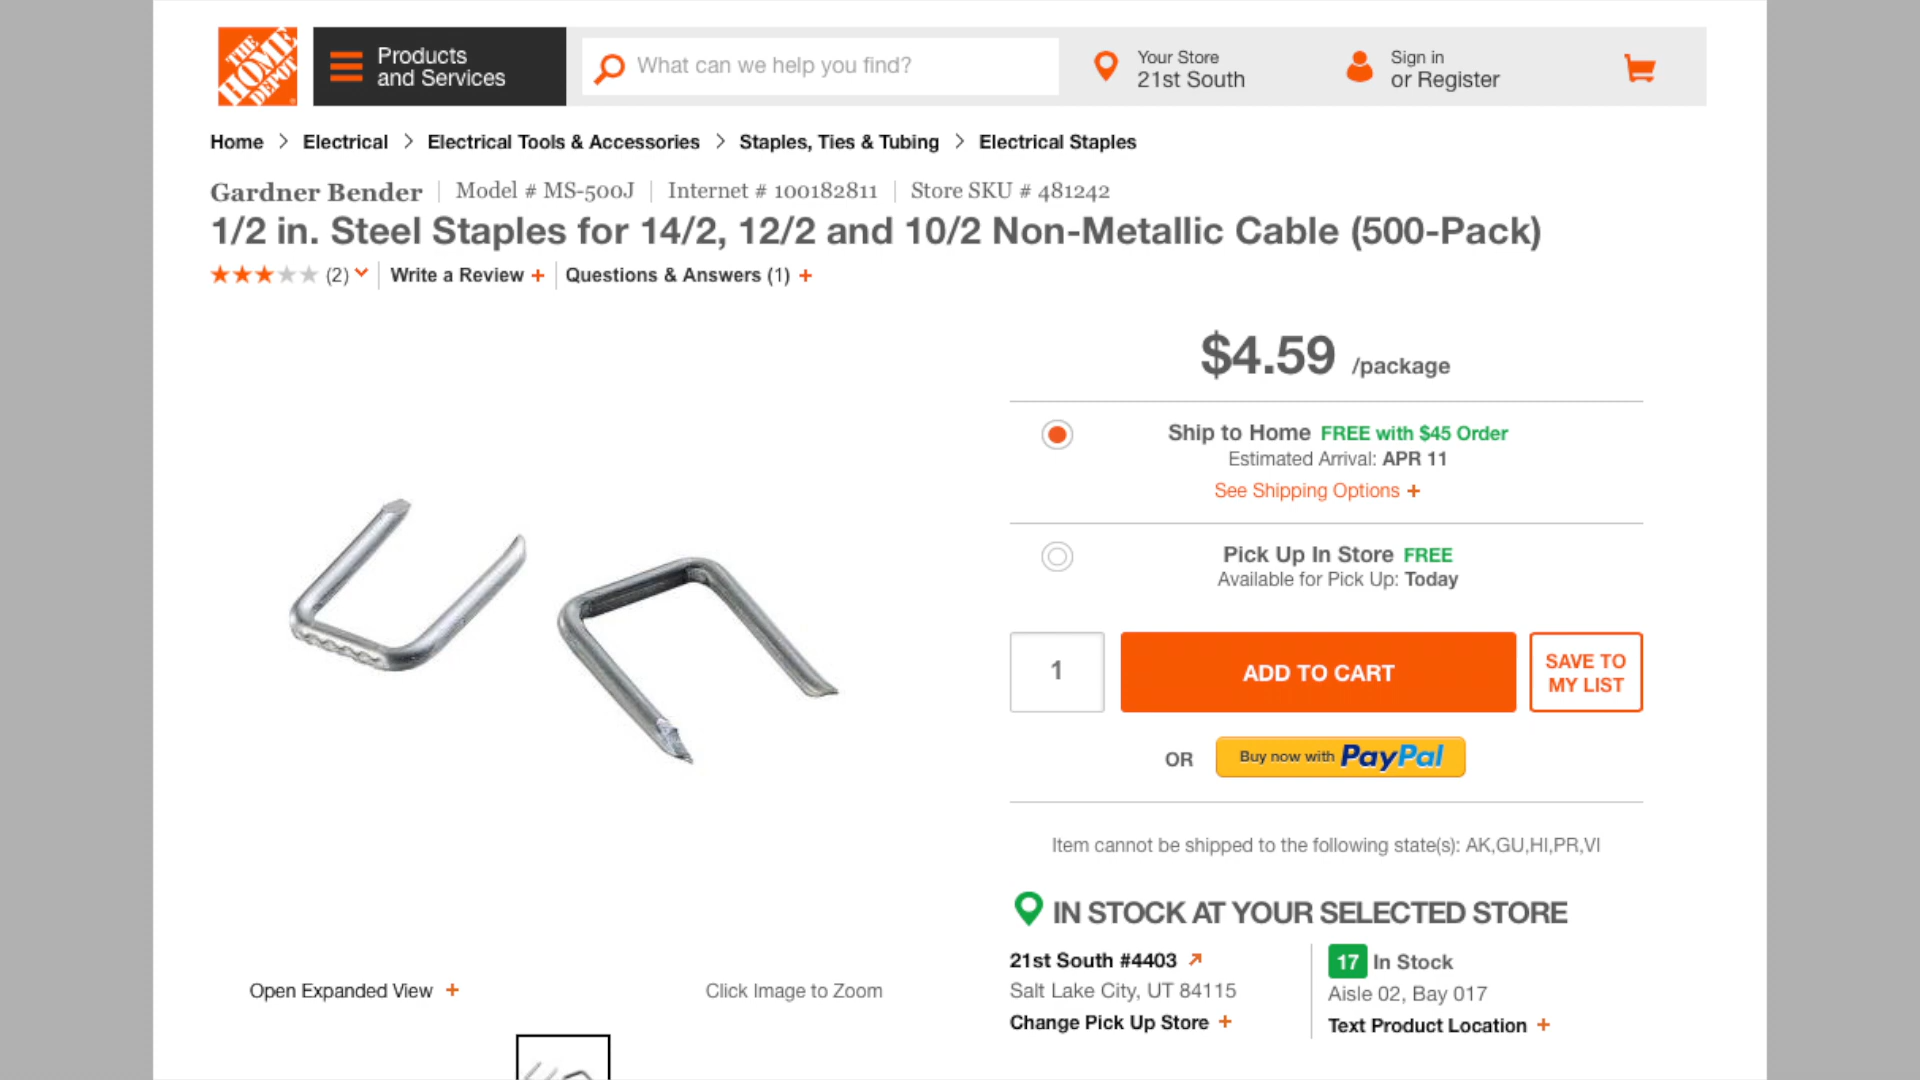 THE HOME DEPOT
Products
and Services
What can we help you find?
Your Store
21st South
Sign in
or Register
Home > Electrical > Electrical Tools & Accessories > Staples, Ties & Tubing > Electrical Staples
Gardner Bender | Model # MS-500J | Internet # 100182811 | Store SKU # 481242
1/2 in. Steel Staples for 14/2, 12/2 and 10/2 Non-Metallic Cable (500-Pack)
(2) | Write a Review + | Questions & Answers (1) +
$4.59 /package
Ship to Home FREE with $45 Order
Estimated Arrival: APR 11
See Shipping Options +
Pick Up In Store FREE
Available for Pick Up: Today
1
ADD TO CART
SAVE TO
MY LIST
OR
Buy now with PayPal
Item cannot be shipped to the following state(s): AK,GU,HI,PR,VI
IN STOCK AT YOUR SELECTED STORE
21st South #4403
Salt Lake City, UT 84115
Change Pick Up Store +
17 In Stock
Aisle 02, Bay 017
Text Product Location +
Open Expanded View +
Click Image to Zoom